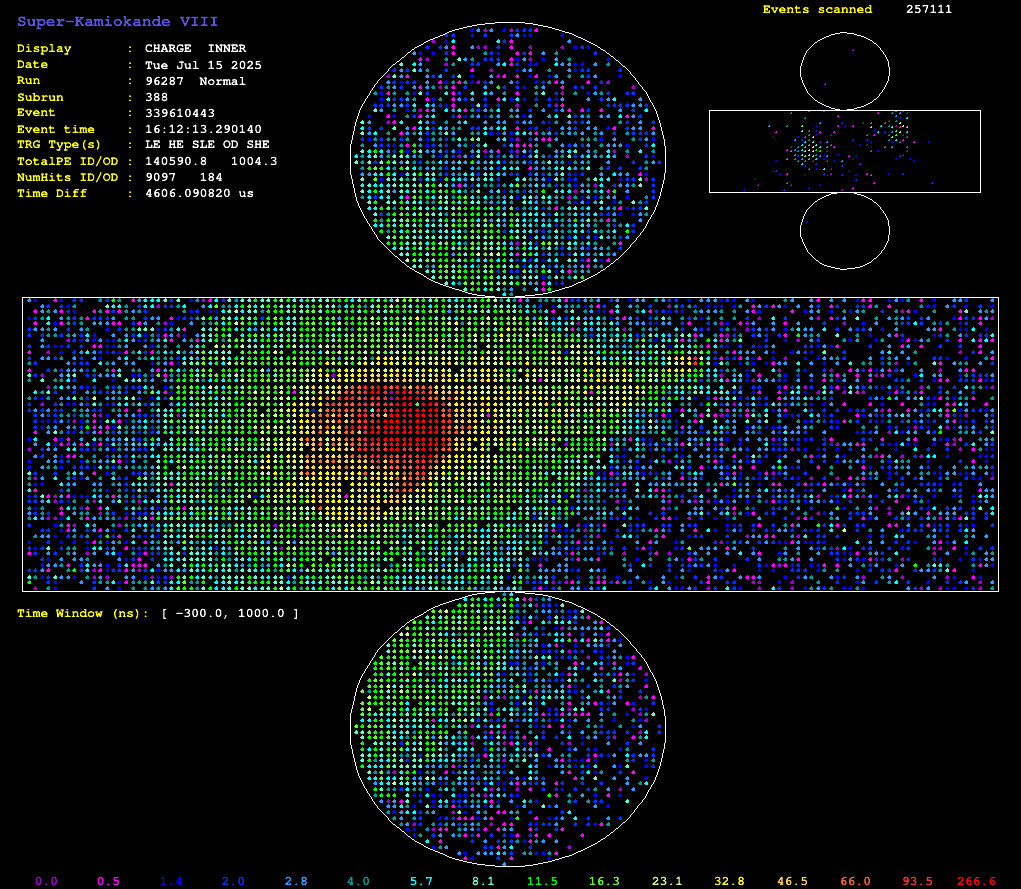 Super-Kamiokande VIII
Events scanned 257111
Display : CHARGE INNER
Date : Tue Jul 15 2025
Run : 96287 Normal
Subrun : 388
Event : 339610443
Event time : 16:12:13.290140
TRG Type(s) : LE HE SLE OD SHE
TotalPE ID/OD : 140590.8 1004.3
NumHits ID/OD : 9097 184
Time Diff : 4606.090820 us
Time Window (ns): [ -300.0, 1000.0 ]
0.0 0.5 1.4 2.0 2.8 4.0 5.7 8.1 11.5 16.3 23.1 32.8 46.5 66.0 93.5 266.6